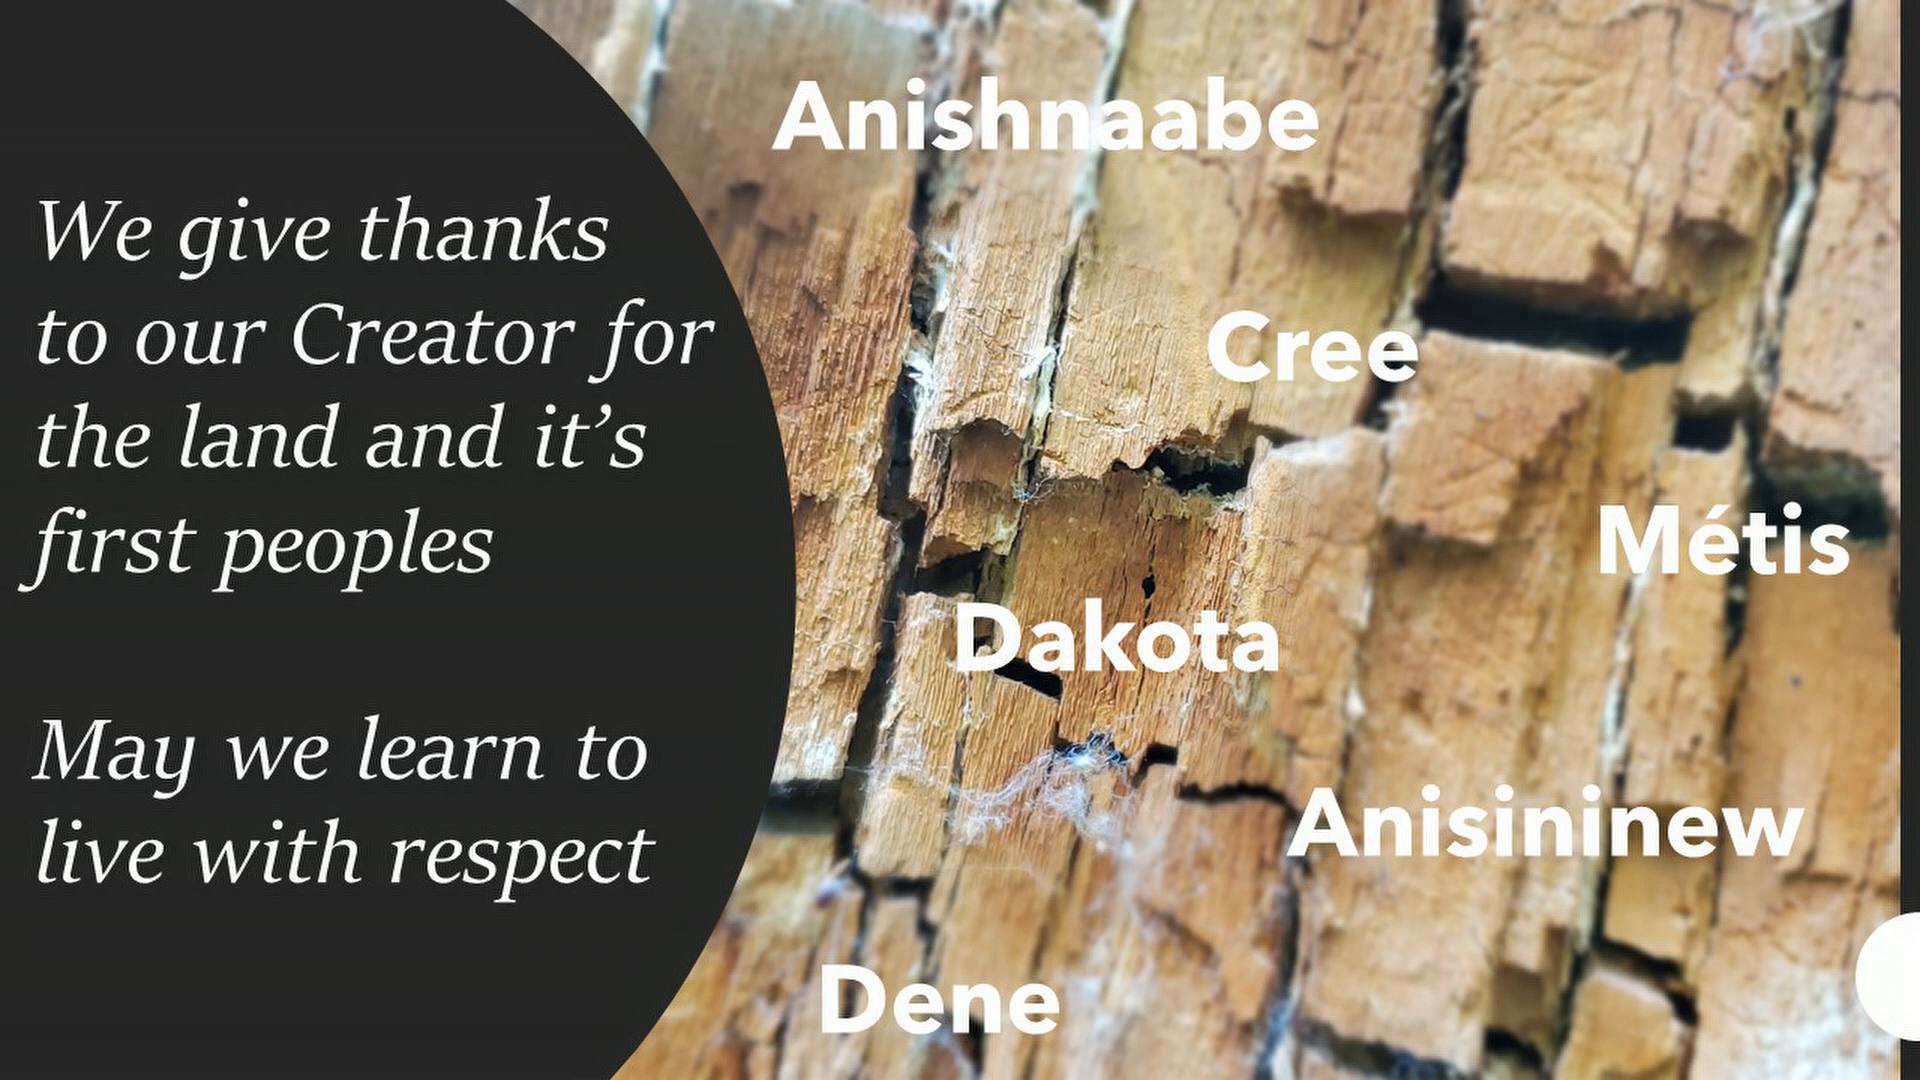 We give thanks
to our Creator for
the land and it’s
first peoples
May we learn to
live with respect
Anishnaabe
Cree
Métis
Dakota
Anisininew
Dene